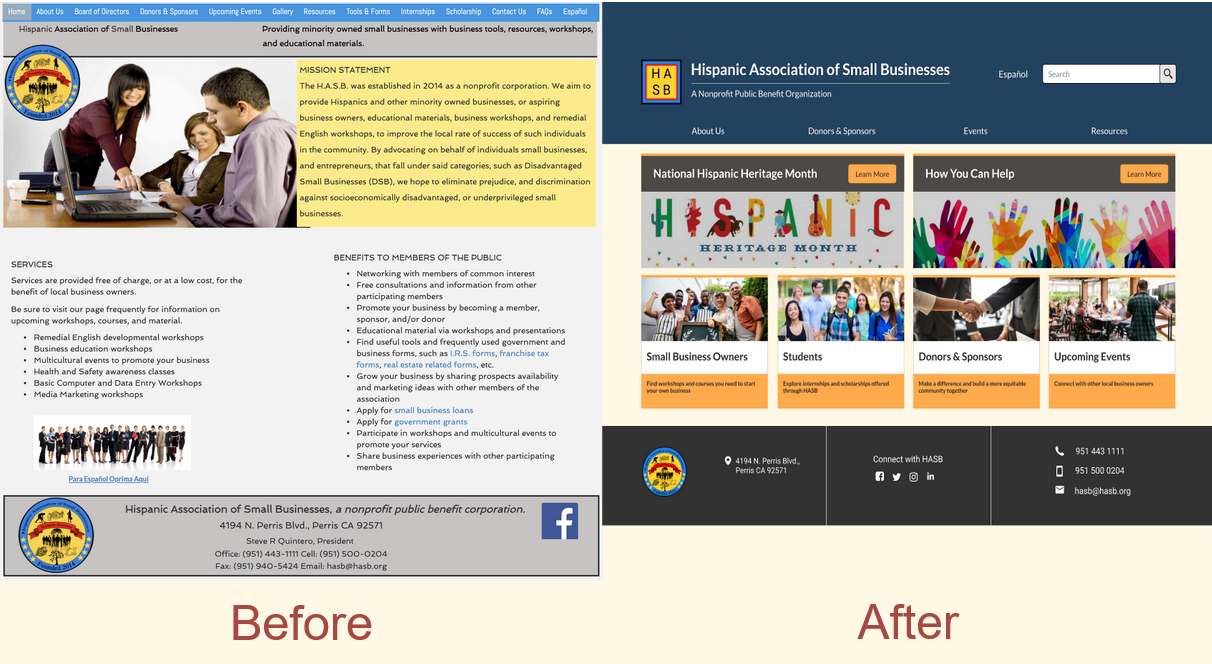 Home About Us Board of Directors Donors & Sponsors Upcoming Events Gallery Resources Tools & Forms Internships Scholarship Contact Us FAQs Español
Hispanic Association of Small Businesses
Providing minority owned small businesses with business tools, resources, workshops,
and educational materials.
Founded 2014
MISSION STATEMENT
The H.A.S.B. was established in 2014 as a nonprofit corporation. We aim to
provide Hispanics and other minority owned businesses, or aspiring
business owners, educational materials, business workshops, and remedial
English workshops, to improve the local rate of success of such individuals
in the community. By advocating on behalf of individuals small businesses,
and entrepreneurs, that fall under said categories, such as Disadvantaged
Small Businesses (DSB), we hope to eliminate prejudice, and discrimination
against socioeconomically disadvantaged, or underprivileged small
businesses.
SERVICES
Services are provided free of charge, or at a low cost, for the
benefit of local business owners.
Be sure to visit our page frequently for information on
upcoming workshops, courses, and material.
• Remedial English developmental workshops
• Business education workshops
• Multicultural events to promote your business
• Health and Safety awareness classes
• Basic Computer and Data Entry Workshops
• Media Marketing workshops
Para Español Oprima Aquí
BENEFITS TO MEMBERS OF THE PUBLIC
• Networking with members of common interest
• Free consultations and information from other
participating members
• Promote your business by becoming a member,
sponsor, and/or donor
• Educational material via workshops and presentations
• Find useful tools and frequently used government and
business forms, such as I.R.S. forms, franchise tax
forms, real estate related forms, etc.
• Grow your business by sharing prospects availability
and marketing ideas with other members of the
association
• Apply for small business loans
• Apply for government grants
• Participate in workshops and multicultural events to
promote your services
• Share business experiences with other participating
members
Founded 2014
Hispanic Association of Small Businesses, a nonprofit public benefit corporation.
4194 N. Perris Blvd., Perris CA 92571
Steve R Quintero, President
Office: (951) 443-1111 Cell: (951) 500-0204
Fax: (951) 940-5424 Email: hasb@hasb.org
f
Before
H A
S B
Hispanic Association of Small Businesses
A Nonprofit Public Benefit Organization
Español
Search
About Us Donors & Sponsors Events Resources
National Hispanic Heritage Month
Learn More
HISPANIC
HERITAGE MONTH
How You Can Help
Learn More
Small Business Owners
Find workshops and courses you need to start
your own business
Students
Explore internships and scholarships offered
through HASB
Donors & Sponsors
Make a difference and build a more equitable
community together
Upcoming Events
Connect with other local business owners
4194 N. Perris Blvd.,
Perris CA 92571
Connect with HASB
951 443 1111
951 500 0204
hasb@hasb.org
After